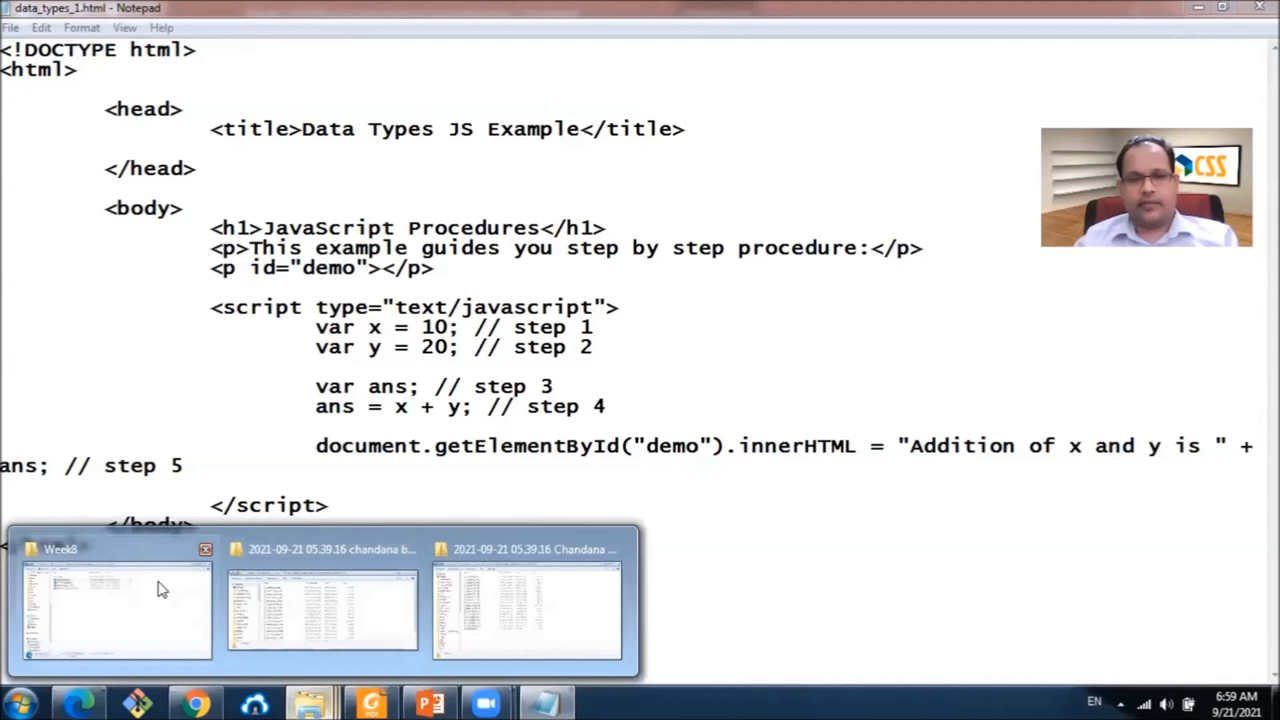 data_types_1.html - Notepad
File Edit Format View Help
<!DOCTYPE html>
<html>
<head>
<title>Data Types JS Example</title>
</head>
<body>
<h1>JavaScript Procedures</h1>
<p>This example guides you step by step procedure:</p>
<p id="demo"></p>
<script type="text/javascript">
var x = 10; // step 1
var y = 20; // step 2
var ans; // step 3
ans = x + y; // step 4
document.getElementById("demo").innerHTML = "Addition of x and y is " +
ans; // step 5
</script>
</body>
CSS
Week3
2021-09-21 05.39.16 chandana b...
2021-09-21 05.39.16 Chandana ...
PDF
EN
6:59 AM
9/21/2021